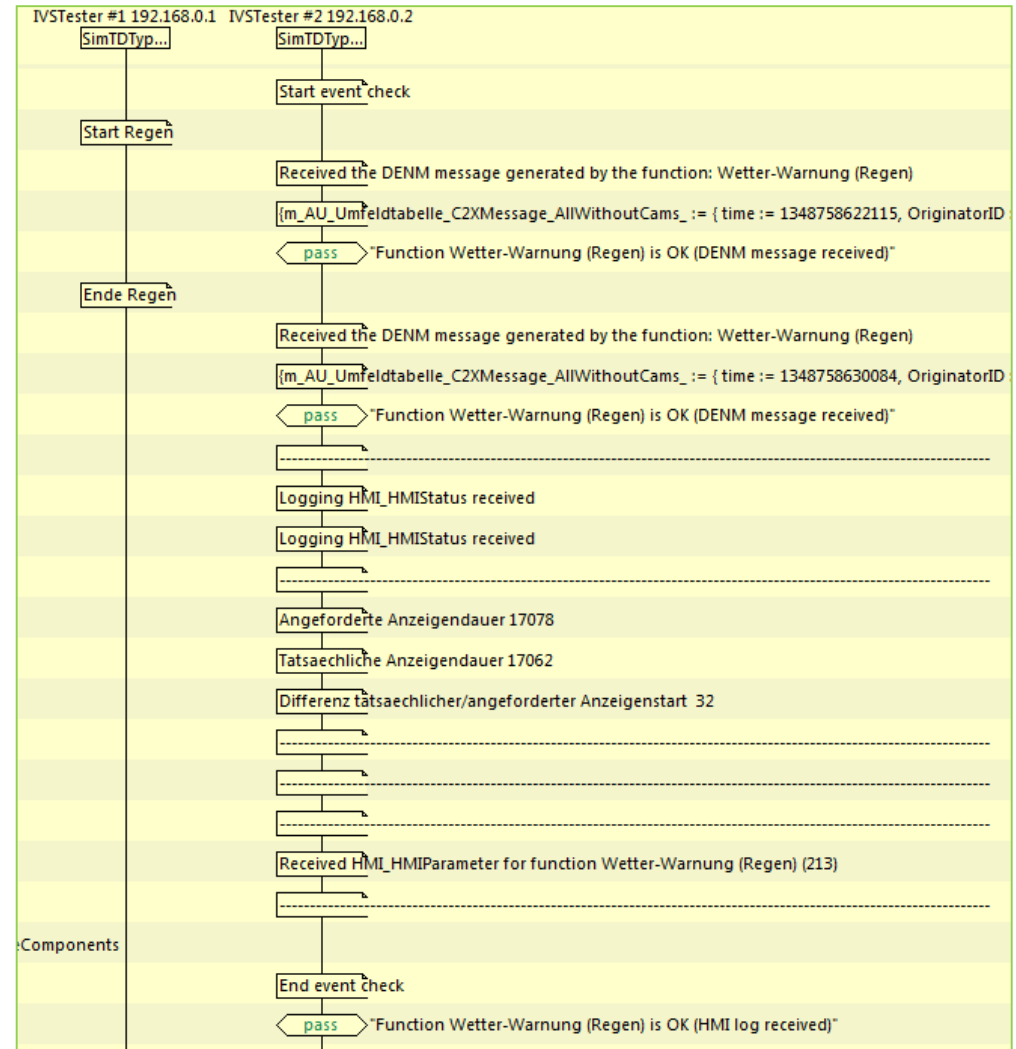 IVSTester #1 192.168.0.1 IVSTester #2 192.168.0.2
SimTDTyp... SimTDTyp...
Start event check
Start Regen
Received the DENM message generated by the function: Wetter-Warnung (Regen)
{m_AU_Umfeldtabelle_C2XMessage_AllWithoutCams_ := { time := 1348758622115, OriginatorID :
pass "Function Wetter-Warnung (Regen) is OK (DENM message received)"
Ende Regen
Received the DENM message generated by the function: Wetter-Warnung (Regen)
{m_AU_Umfeldtabelle_C2XMessage_AllWithoutCams_ := { time := 1348758630084, OriginatorID :
pass "Function Wetter-Warnung (Regen) is OK (DENM message received)"
Logging HMI_HMIStatus received
Logging HMI_HMIStatus received
Angeforderte Anzeigendauer 17078
Tatsaechliche Anzeigendauer 17062
Differenz tatsaechlicher/angeforderter Anzeigenstart 32
Received HMI_HMIParameter for function Wetter-Warnung (Regen) (213)
eComponents
End event check
pass "Function Wetter-Warnung (Regen) is OK (HMI log received)"